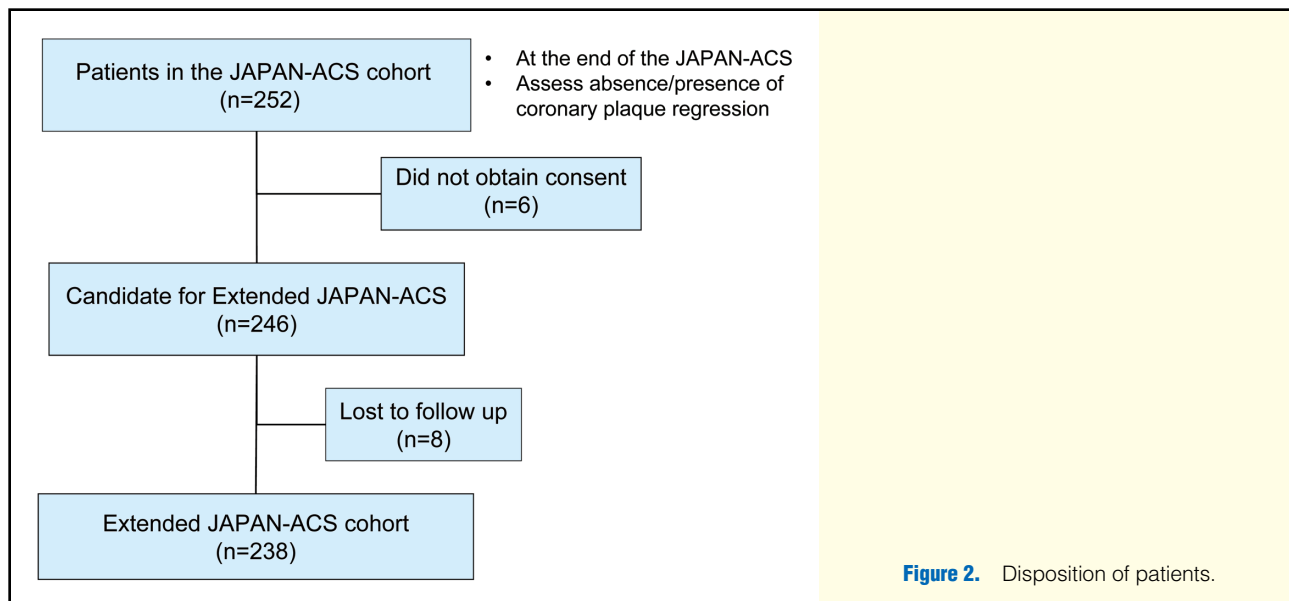 Patients in the JAPAN-ACS cohort
(n=252)
• At the end of the JAPAN-ACS
• Assess absence/presence of
coronary plaque regression
Did not obtain consent
(n=6)
Candidate for Extended JAPAN-ACS
(n=246)
Lost to follow up
(n=8)
Extended JAPAN-ACS cohort
(n=238)
Figure 2. Disposition of patients.